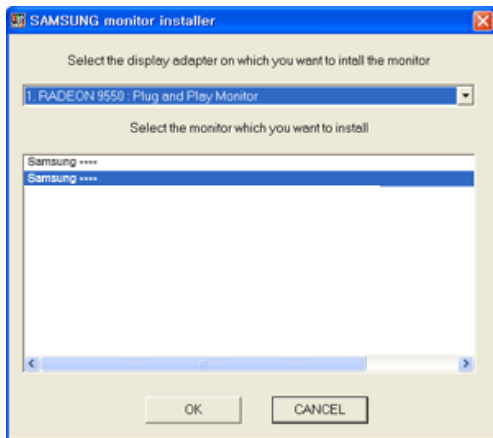 SAMSUNG monitor installer
Select the display adapter on which you want to intall the monitor
1. RADEON 9550 : Plug and Play Monitor
Select the monitor which you want to install
Samsung ----
Samsung ----
OK
CANCEL